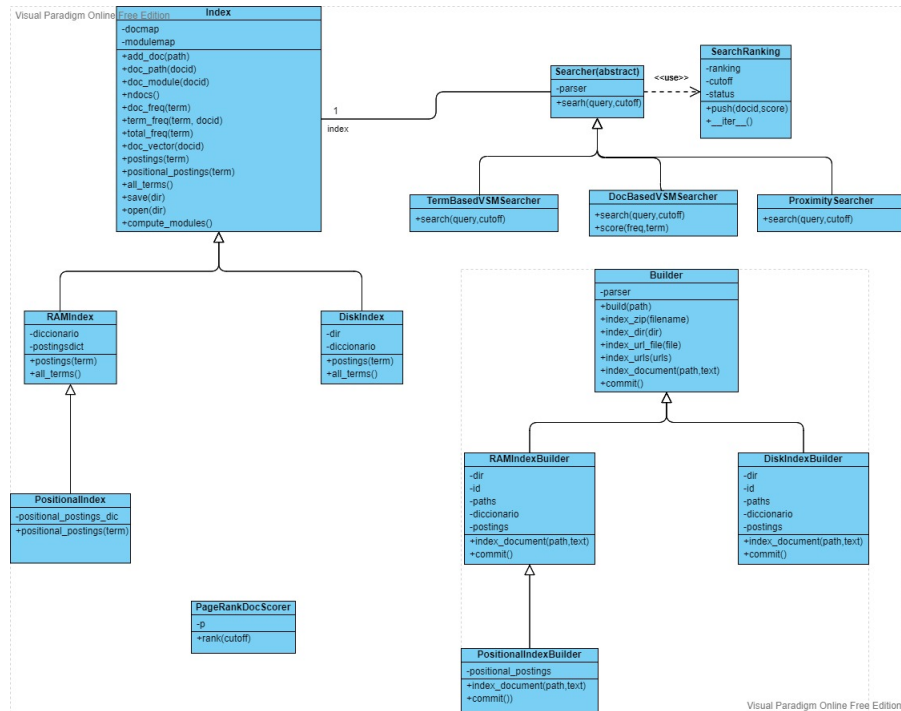 Visual Paradigm Online Free Edition
Index
-docmap
-modulemap
+add_doc(path)
+doc_path(docid)
+doc_module(docid)
+ndocs()
+doc_freq(term)
+term_freq(term, docid)
+total_freq(term)
+doc_vector(docid)
+postings(term)
+positional_postings(term)
+all_terms()
+save(dir)
+open(dir)
+compute_modules()
1
index
Searcher(abstract)
-parser
+searh(query,cutoff)
<<use>>
SearchRanking
-ranking
-cutoff
-status
+push(docid,score)
+__iter__()
TermBasedVSMSearcher
+search(query,cutoff)
DocBasedVSMSearcher
+search(query,cutoff)
+score(freq,term)
ProximitySearcher
+search(query,cutoff)
RAMIndex
-diccionario
-postingsdict
+postings(term)
+all_terms()
DiskIndex
-dir
-diccionario
+postings(term)
+all_terms()
Builder
-parser
+build(path)
+index_zip(filename)
+index_dir(dir)
+index_url_file(file)
+index_urls(urls)
+index_document(path,text)
+commit()
PositionalIndex
-positional_postings_dic
+positional_postings(term)
RAMIndexBuilder
-dir
-id
-paths
-diccionario
-postings
+index_document(path,text)
+commit()
DiskIndexBuilder
-dir
-id
-paths
-diccionario
-postings
+index_document(path,text)
+commit()
PageRankDocScorer
-p
+rank(cutoff)
PositionalIndexBuilder
-positional_postings
+index_document(path,text)
+commit())
Visual Paradigm Online Free Edition